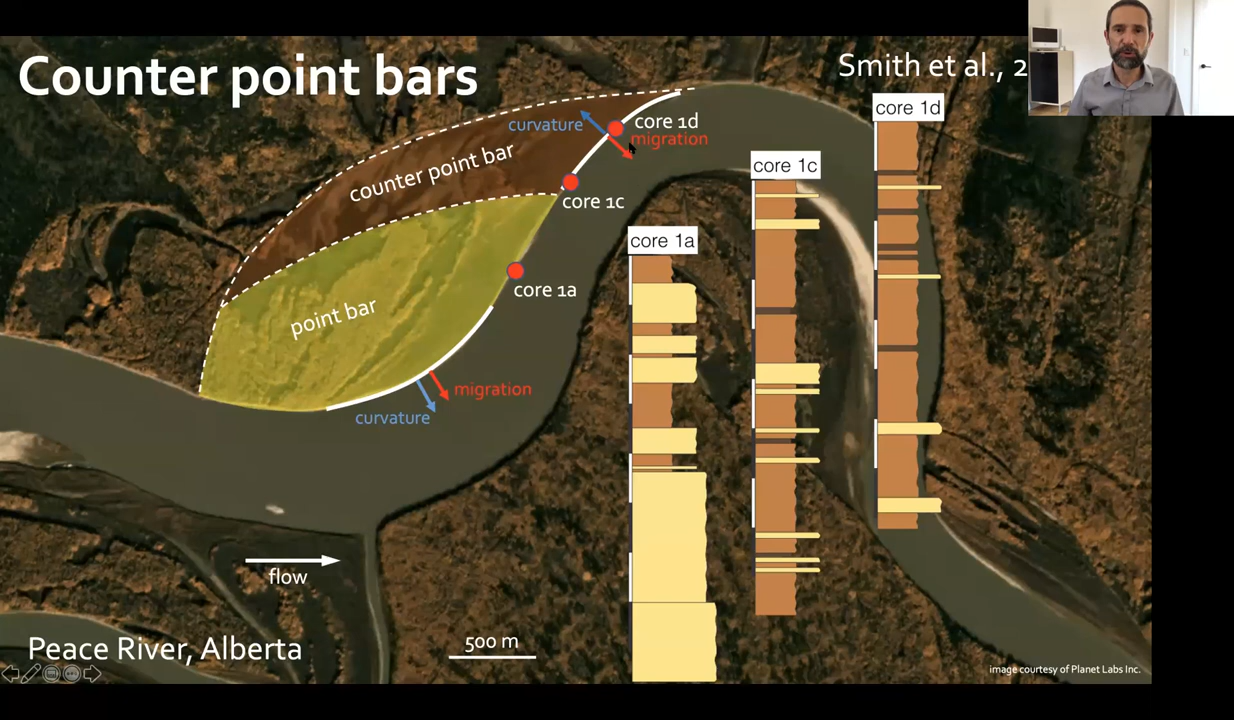 Counter point bars
Smith et al., 2
core 1d
curvature
core 1d
migration
counter point bar
core 1c
core 1c
core 1a
core 1a
point bar
migration
curvature
flow
500 m
Peace River, Alberta
image courtesy of Planet Labs Inc.